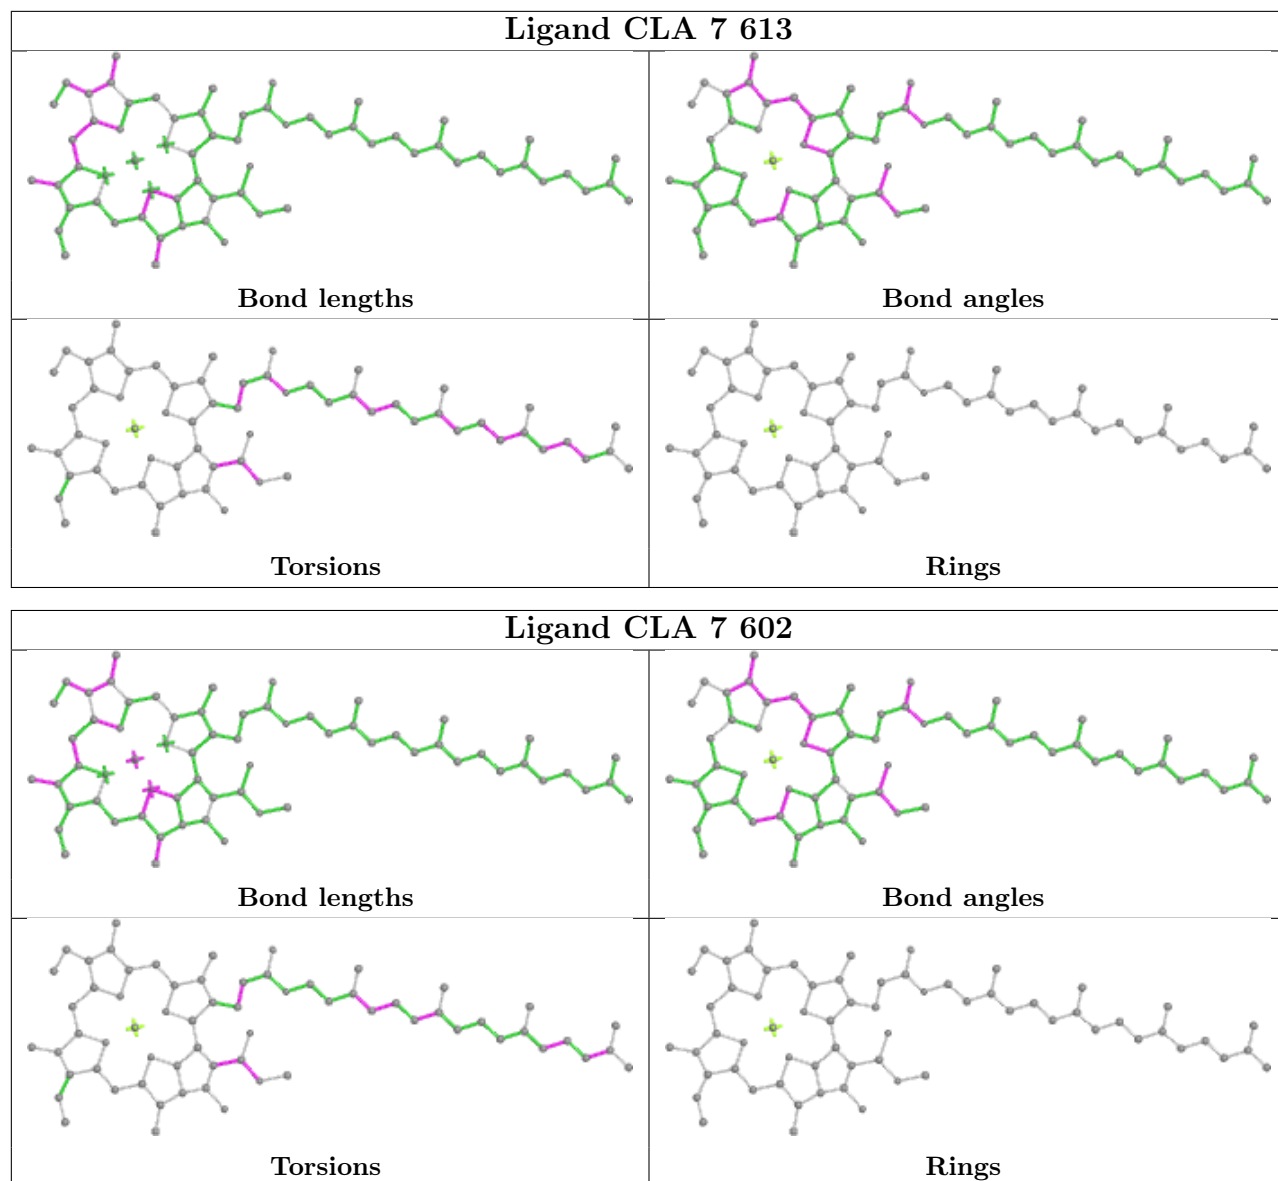 Ligand CLA 7 613
Bond lengths
Bond angles
Torsions
Rings
Ligand CLA 7 602
Bond lengths
Bond angles
Torsions
Rings